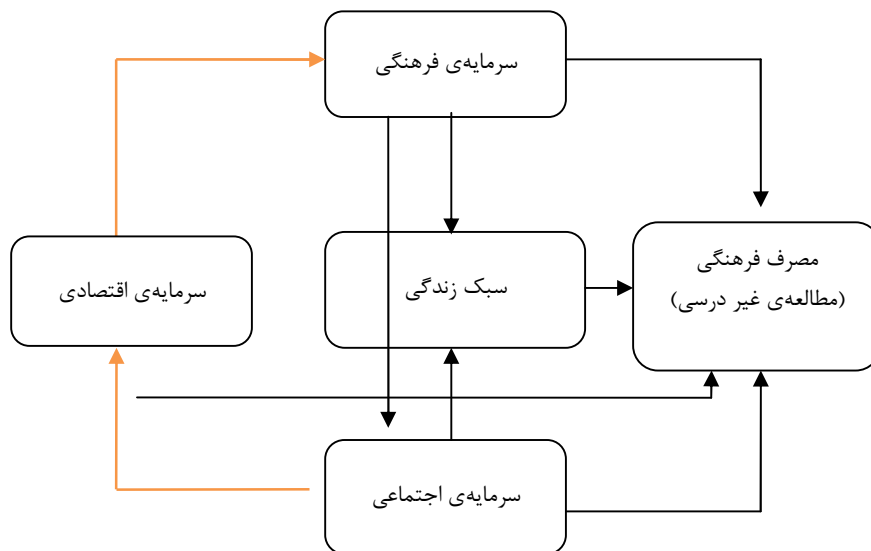 سرمایه‌ی فرهنگی
مصرف فرهنگی
(مطالعه‌ی غیر درسی)
سبک زندگی
سرمایه‌ی اقتصادی
سرمایه‌ی اجتماعی